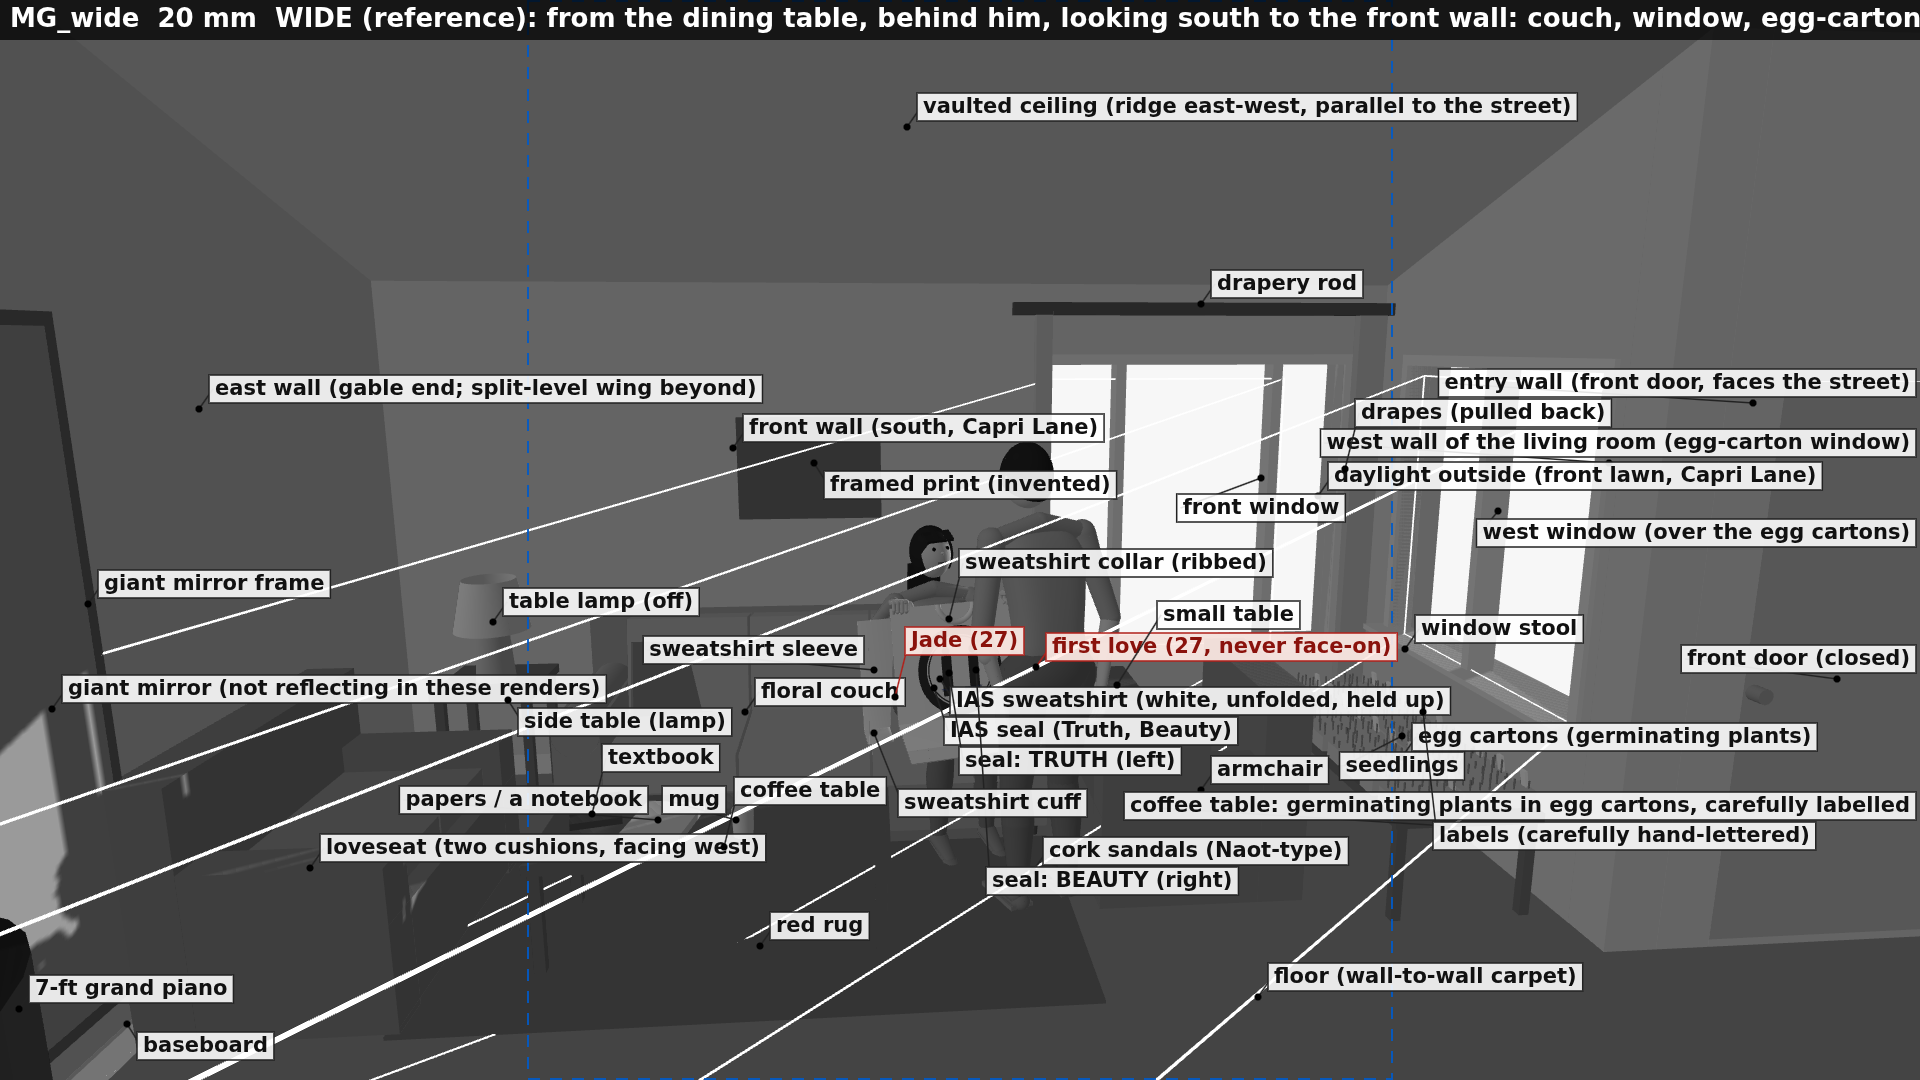 MG_wide 20 mm WIDE (reference): from the dining table, behind him, looking south to the front wall: couch, window, egg-carton
vaulted ceiling (ridge east-west, parallel to the street)
drapery rod
east wall (gable end; split-level wing beyond)
entry wall (front door, faces the street)
drapes (pulled back)
front wall (south, Capri Lane)
west wall of the living room (egg-carton window)
daylight outside (front lawn, Capri Lane)
framed print (invented)
front window
west window (over the egg cartons)
sweatshirt collar (ribbed)
giant mirror frame
table lamp (off)
small table
window stool
Jade (27)
first love (27, never face-on)
sweatshirt sleeve
front door (closed)
giant mirror (not reflecting in these renders)
floral couch
IAS sweatshirt (white, unfolded, held up)
side table (lamp)
IAS seal (Truth, Beauty)
egg cartons (germinating plants)
textbook
seal: TRUTH (left)
armchair
seedlings
coffee table
papers / a notebook
mug
sweatshirt cuff
coffee table: germinating plants in egg cartons, carefully labelled
labels (carefully hand-lettered)
loveseat (two cushions, facing west)
cork sandals (Naot-type)
seal: BEAUTY (right)
red rug
floor (wall-to-wall carpet)
7-ft grand piano
baseboard